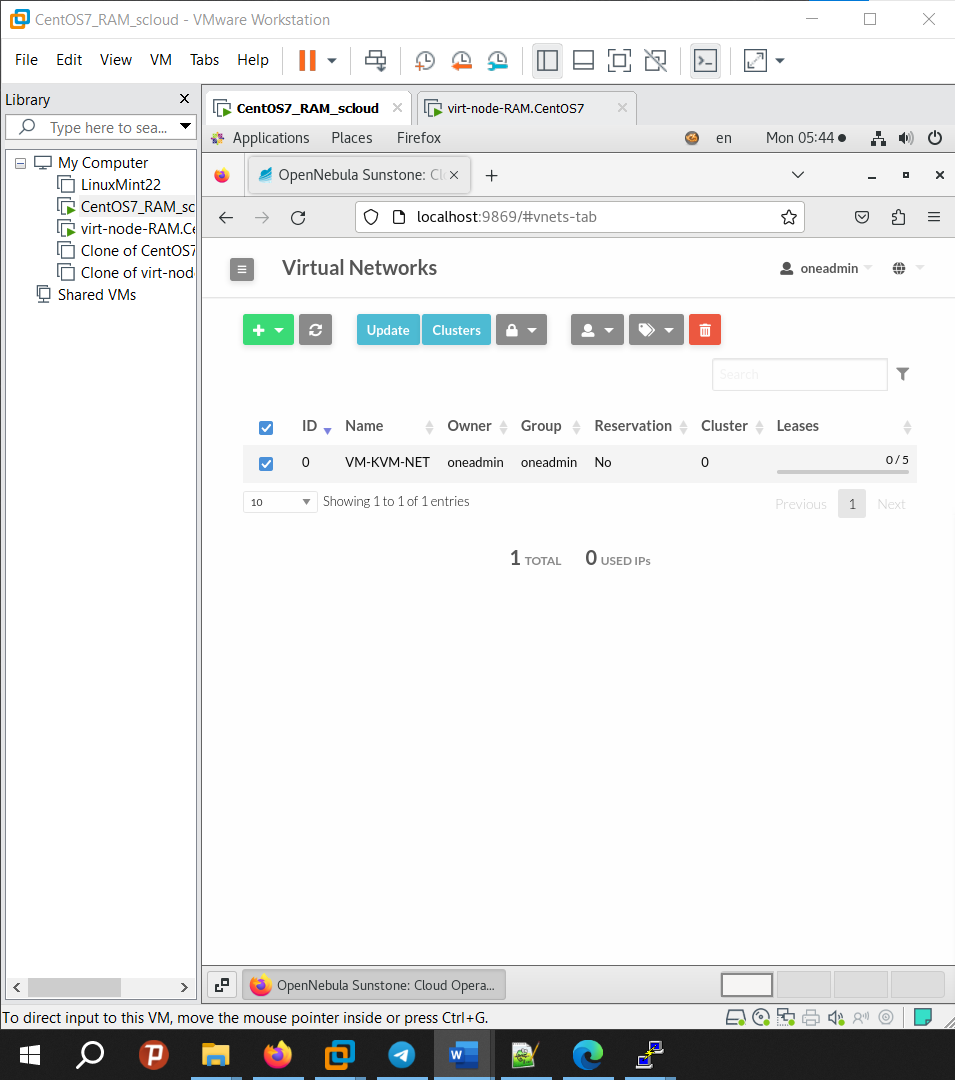 CentOS7_RAM_scloud - VMware Workstation
File Edit View VM Tabs Help
Library
Type here to sea...
My Computer
LinuxMint22
CentOS7_RAM_sc
virt-node-RAM.Ce
Clone of CentOS7
Clone of virt-nod
Shared VMs
CentOS7_RAM_scloud
virt-node-RAM.CentOS7
Applications Places Firefox en Mon 05:44
OpenNebula Sunstone: Clo
localhost:9869/#vnets-tab
Virtual Networks
oneadmin
Update Clusters
Search
ID Name Owner Group Reservation Cluster Leases
0 VM-KVM-NET oneadmin oneadmin No 0 0 / 5
10 Showing 1 to 1 of 1 entries Previous 1 Next
1 TOTAL 0 USED IPs
OpenNebula Sunstone: Cloud Opera...
To direct input to this VM, move the mouse pointer inside or press Ctrl+G.